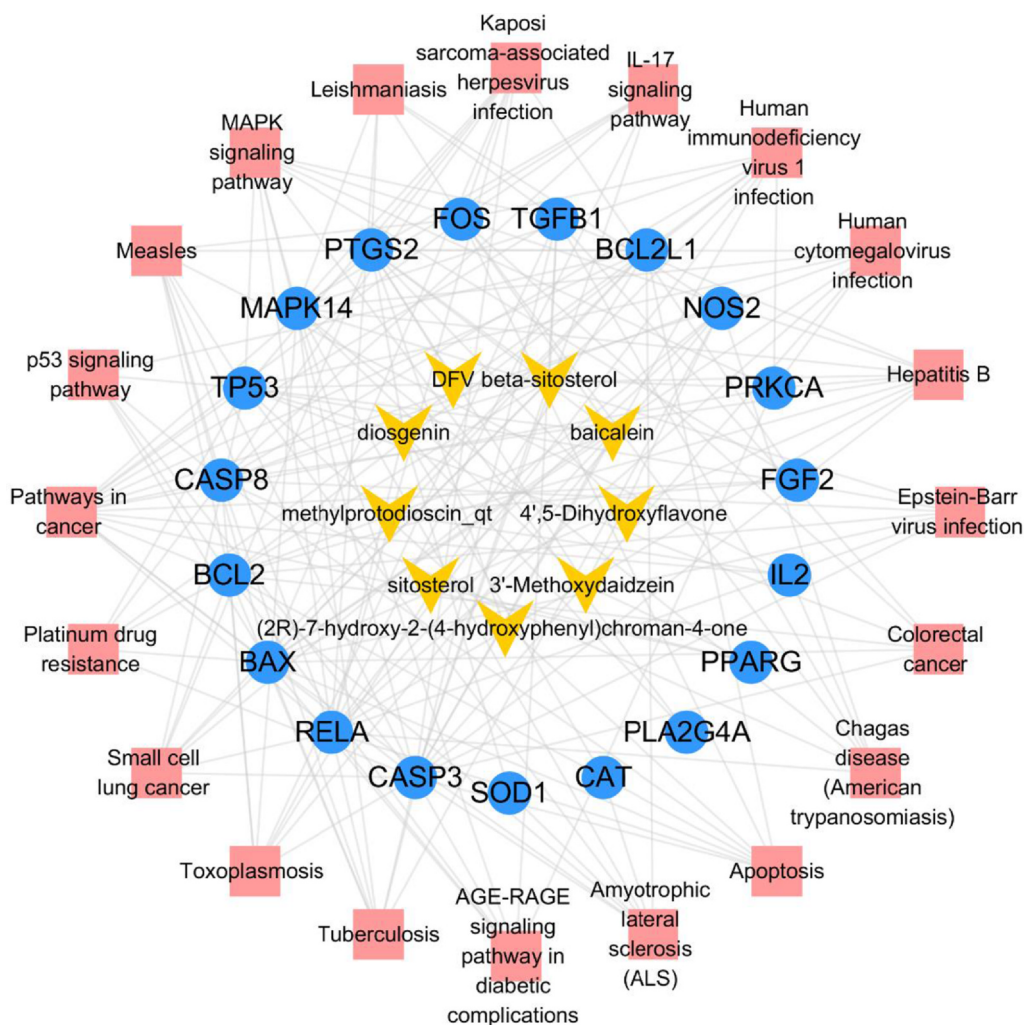 Kaposi
sarcoma-associated
herpesvirus
infection
IL-17
signaling
pathway
Leishmaniasis
Human
immunodeficiency
virus 1
infection
MAPK
signaling
pathway
FOS
TGFB1
PTGS2
BCL2L1
Measles
Human
cytomegalovirus
infection
MAPK14
NOS2
p53 signaling
pathway
TP53
DFV
beta-sitosterol
PRKCA
Hepatitis B
diosgenin
baicalein
CASP8
FGF2
Pathways in
cancer
methylprotodioscin_qt
4',5-Dihydroxyflavone
Epstein-Barr
virus infection
BCL2
sitosterol
3'-Methoxydaidzein
IL2
(2R)-7-hydroxy-2-(4-hydroxyphenyl)chroman-4-one
Platinum drug
resistance
BAX
PPARG
Colorectal
cancer
RELA
PLA2G4A
Small cell
lung cancer
CASP3
SOD1
CAT
Chagas
disease
(American
trypanosomiasis)
Toxoplasmosis
Apoptosis
Tuberculosis
AGE-RAGE
signaling
pathway in
diabetic
complications
Amyotrophic
lateral
sclerosis
(ALS)